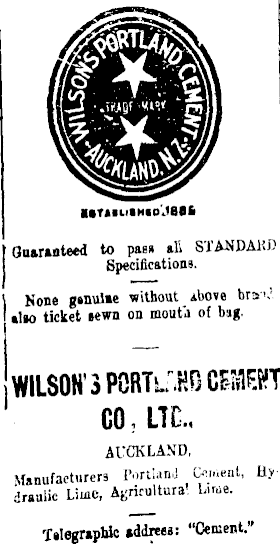 WILSON'S PORTLAND CEMENT
TRADE MARK
AUCKLAND, N.Z.
ESTABLISHED.
Guaranteed to pass all STANDARD
Specifications.
None genuine without above brand
also ticket sewn on mouth of bag.
WILSON'S PORTLAND CEMENT
CO, LTD.,
AUCKLAND,
Manufacturers Portland Cement, Hy-
draulic Lime, Agricultural Lime.
Telegraphic address: "Cement."